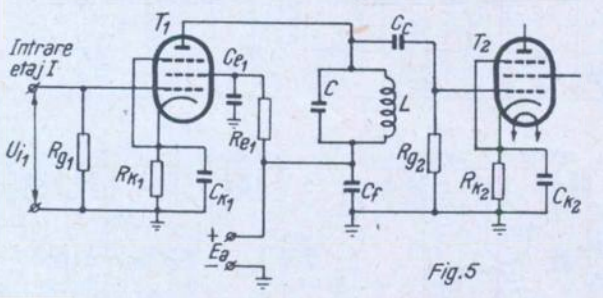 T1
Cc
T2
Intrare
etaj I
Ce1
C
L
Ui1
Rg1
Re1
Rg2
Rk1
Ck1
Cf
Rk2
Ck2
+
Ea
−
Fig.5